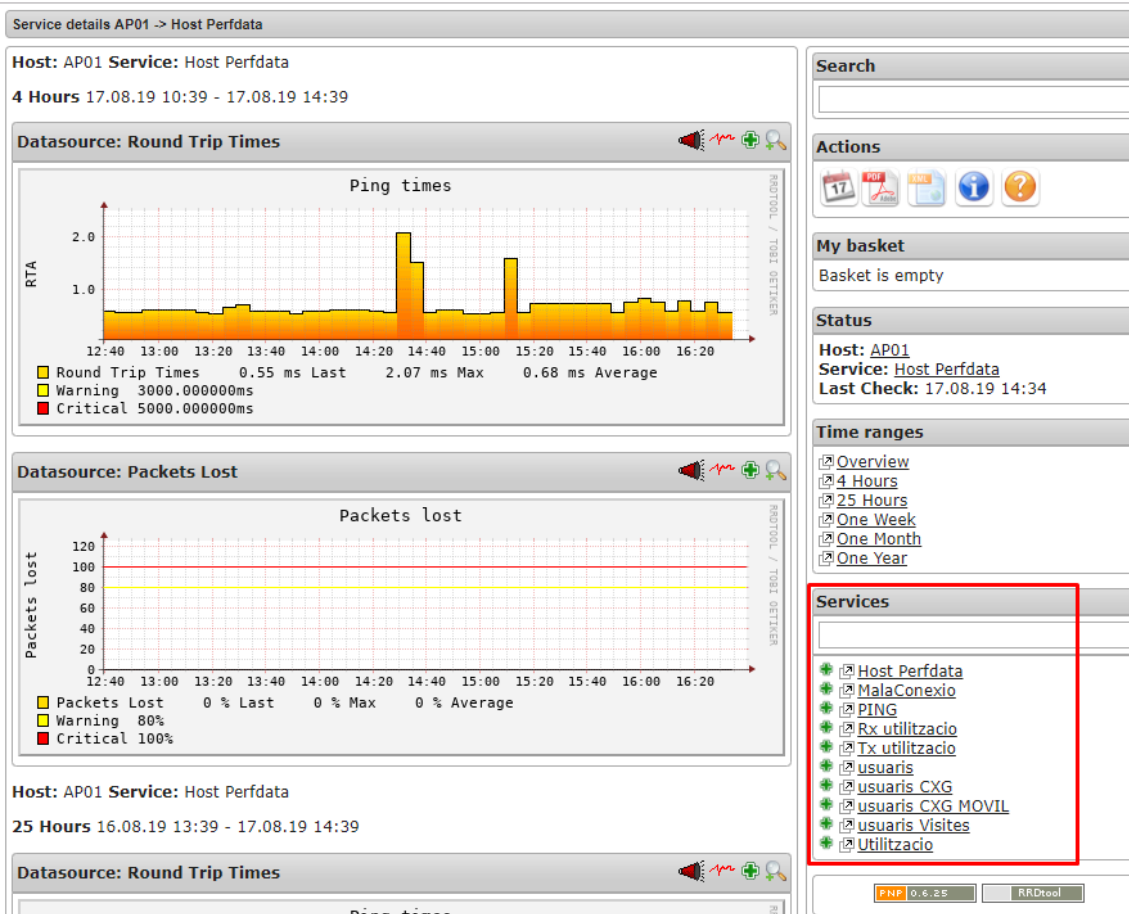 Service details AP01 -> Host Perfdata
Host: AP01 Service: Host Perfdata
4 Hours 17.08.19 10:39 - 17.08.19 14:39
Datasource: Round Trip Times
Ping times
RRDTOOL / TOBI OETIKER
RTA
2.0
1.0
12:40 13:00 13:20 13:40 14:00 14:20 14:40 15:00 15:20 15:40 16:00 16:20
Round Trip Times 0.55 ms Last 2.07 ms Max 0.68 ms Average
Warning 3000.000000ms
Critical 5000.000000ms
Datasource: Packets Lost
Packets lost
RRDTOOL / TOBI OETIKER
Packets lost
120
100
80
60
40
20
0
12:40 13:00 13:20 13:40 14:00 14:20 14:40 15:00 15:20 15:40 16:00 16:20
Packets Lost 0 % Last 0 % Max 0 % Average
Warning 80%
Critical 100%
Host: AP01 Service: Host Perfdata
25 Hours 16.08.19 13:39 - 17.08.19 14:39
Datasource: Round Trip Times
Ping times
Search
Actions
17
PDF
Adobe
XML
My basket
Basket is empty
Status
Host: AP01
Service: Host Perfdata
Last Check: 17.08.19 14:34
Time ranges
Overview
4 Hours
25 Hours
One Week
One Month
One Year
Services
Host Perfdata
MalaConexio
PING
Rx utilitzacio
Tx utilitzacio
usuaris
usuaris CXG
usuaris CXG MOVIL
usuaris Visites
Utilitzacio
PNP 0.6.25
RRDtool